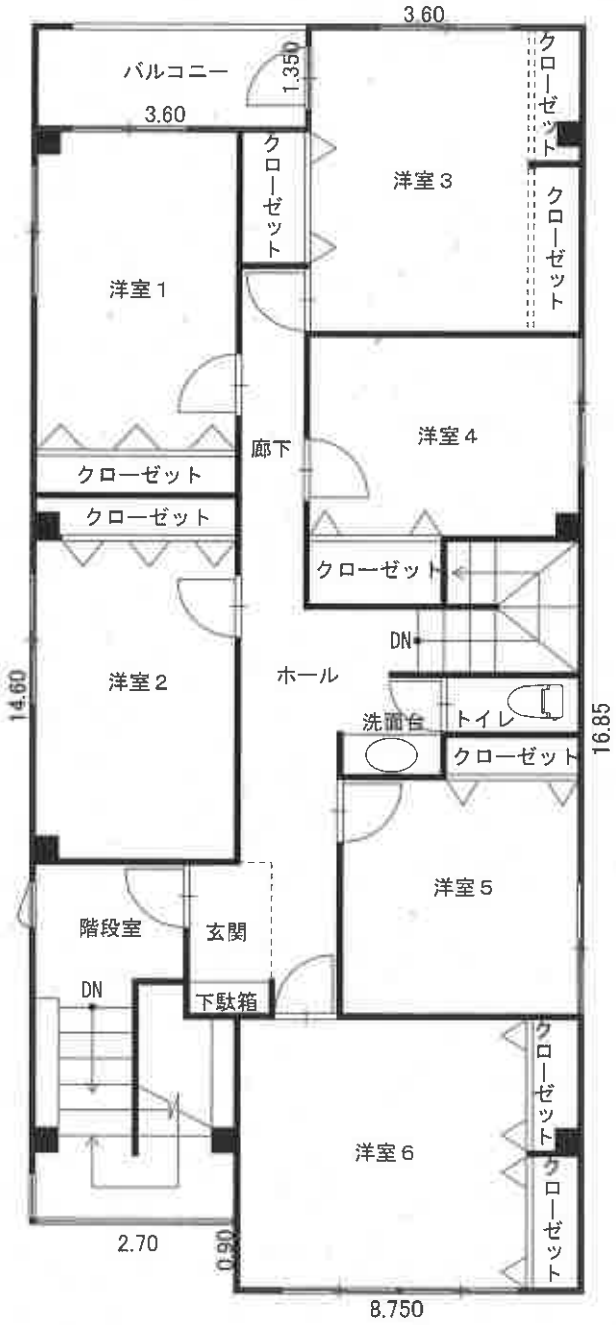 3.60
バルコニー
1.350
クローゼット
3.60
クローゼット
洋室3
クローゼット
洋室1
廊下
洋室4
クローゼット
クローゼット
クローゼット
DN
ホール
洋室2
14.60
洗面台
トイレ
16.85
クローゼット
洋室5
階段室
玄関
DN
下駄箱
クローゼット
洋室6
クローゼット
2.70
0.90
8.750